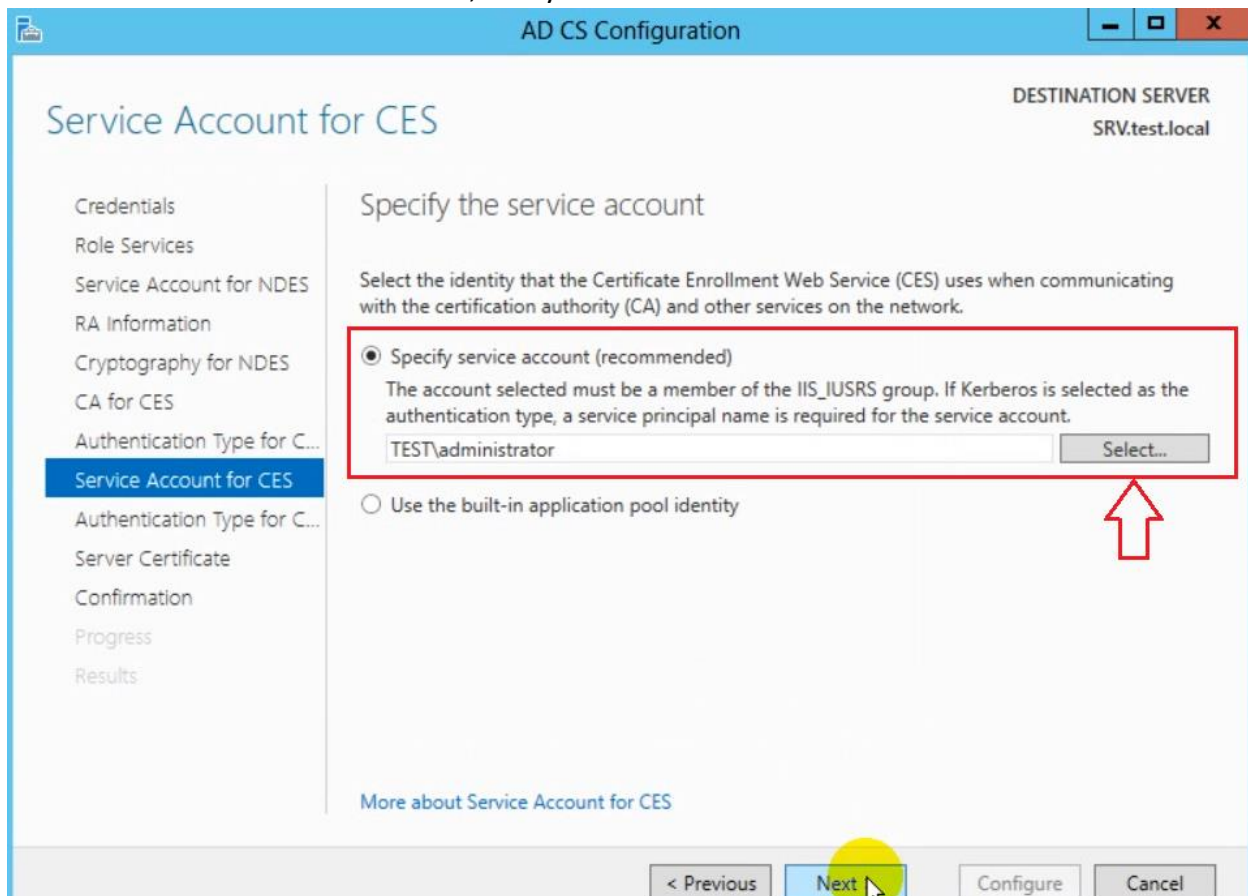 AD CS Configuration
DESTINATION SERVER
SRV.test.local
Service Account for CES
Credentials
Role Services
Service Account for NDES
RA Information
Cryptography for NDES
CA for CES
Authentication Type for C...
Service Account for CES
Authentication Type for C...
Server Certificate
Confirmation
Progress
Results
Specify the service account
Select the identity that the Certificate Enrollment Web Service (CES) uses when communicating
with the certification authority (CA) and other services on the network.
Specify service account (recommended)
The account selected must be a member of the IIS_IUSRS group. If Kerberos is selected as the
authentication type, a service principal name is required for the service account.
TEST\administrator
Select...
Use the built-in application pool identity
More about Service Account for CES
< Previous
Next
Configure
Cancel